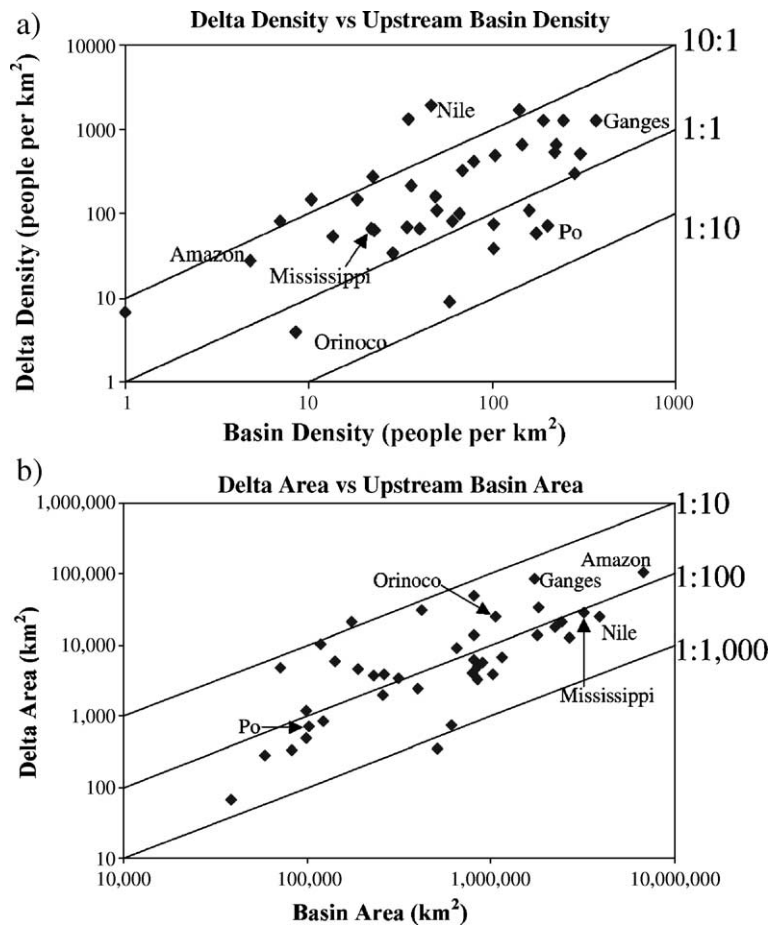 a)
Delta Density vs Upstream Basin Density
Delta Density (people per km²)
10000
1000
100
10
1
10:1
1:1
1:10
Nile
Ganges
Amazon
Mississippi
Po
Orinoco
1
10
100
1000
Basin Density (people per km²)
b)
Delta Area vs Upstream Basin Area
Delta Area (km²)
1,000,000
100,000
10,000
1,000
100
10
1:10
1:100
1:1,000
Amazon
Orinoco
Ganges
Nile
Mississippi
Po
10,000
100,000
1,000,000
10,000,000
Basin Area (km²)